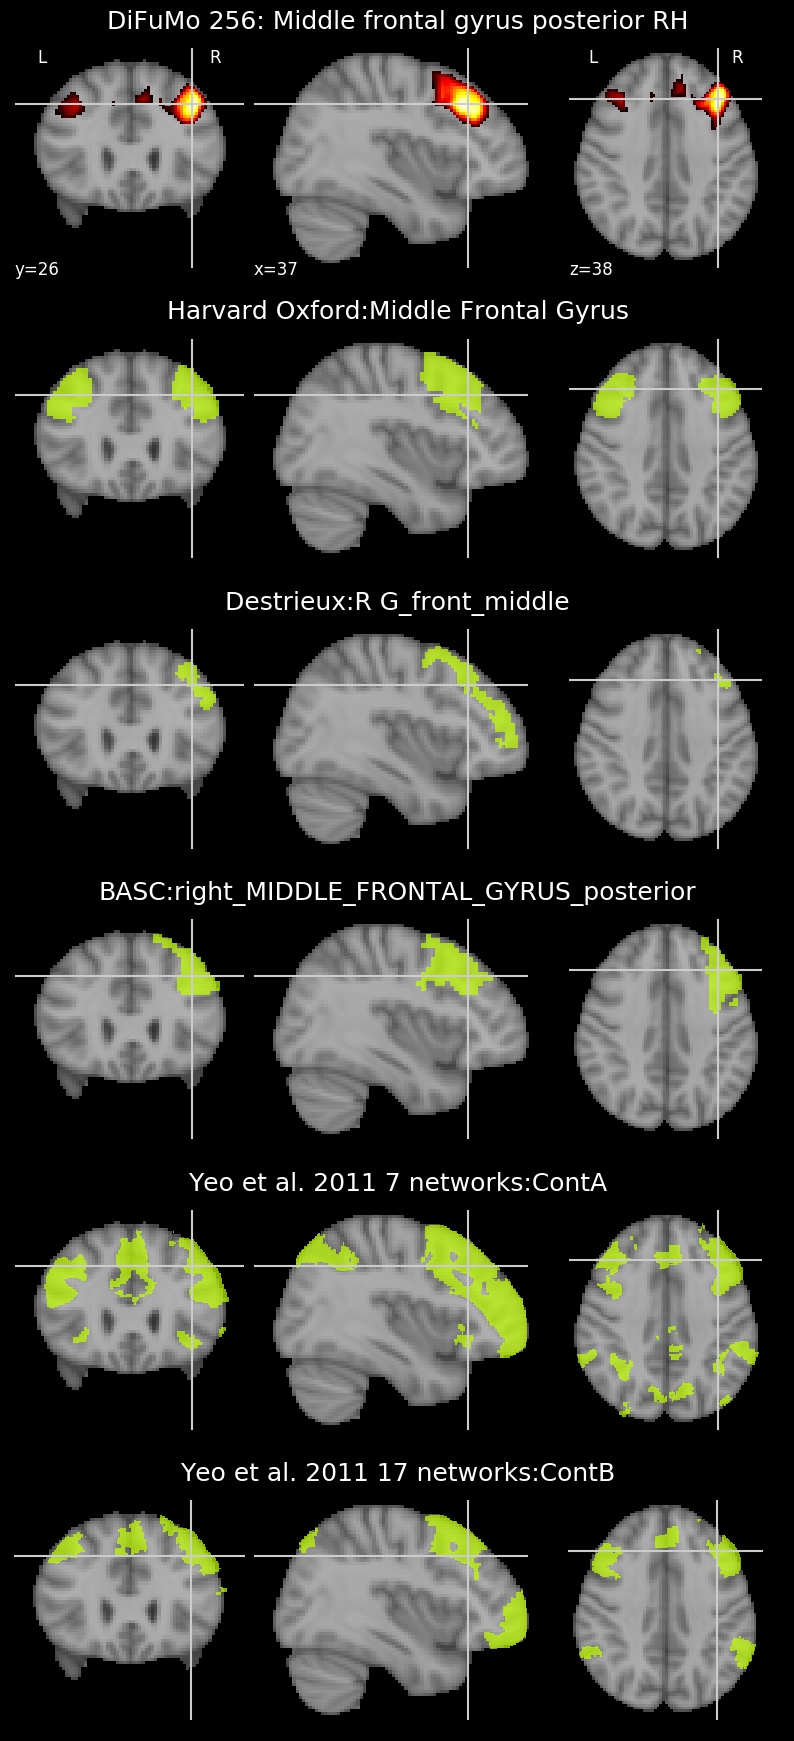 DiFuMo 256: Middle frontal gyrus posterior RH
L R L R
y=26 x=37 z=38
Harvard Oxford:Middle Frontal Gyrus
Destrieux:R G_front_middle
BASC:right_MIDDLE_FRONTAL_GYRUS_posterior
Yeo et al. 2011 7 networks:ContA
Yeo et al. 2011 17 networks:ContB